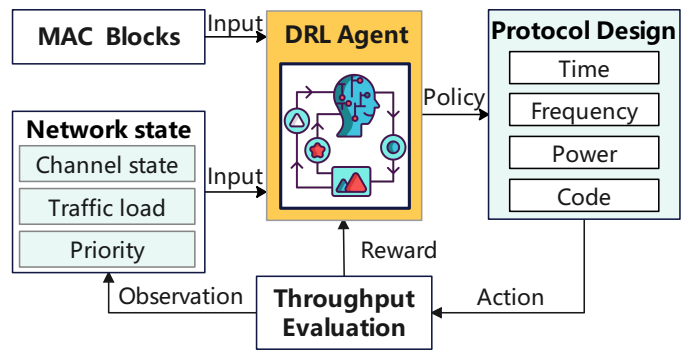 MAC Blocks
Input
DRL Agent
Protocol Design
Time
Frequency
Power
Code
Policy
Network state
Channel state
Traffic load
Priority
Input
Reward
Observation
Throughput
Evaluation
Action